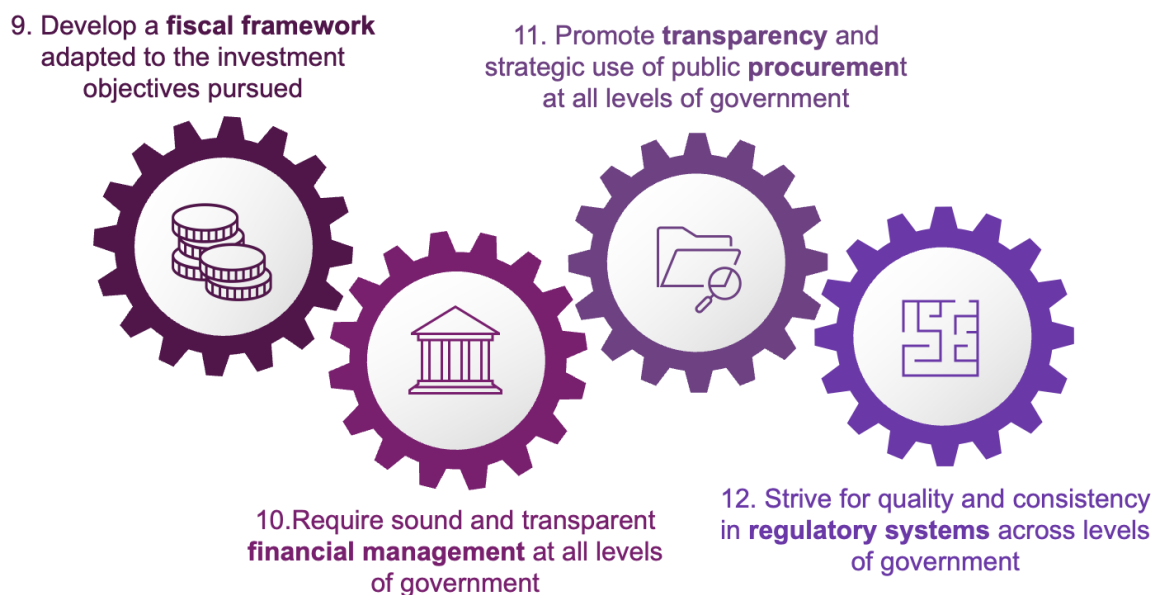 9. Develop a fiscal framework
adapted to the investment
objectives pursued
11. Promote transparency and
strategic use of public procurement
at all levels of government
10.Require sound and transparent
financial management at all levels
of government
12. Strive for quality and consistency
in regulatory systems across levels
of government